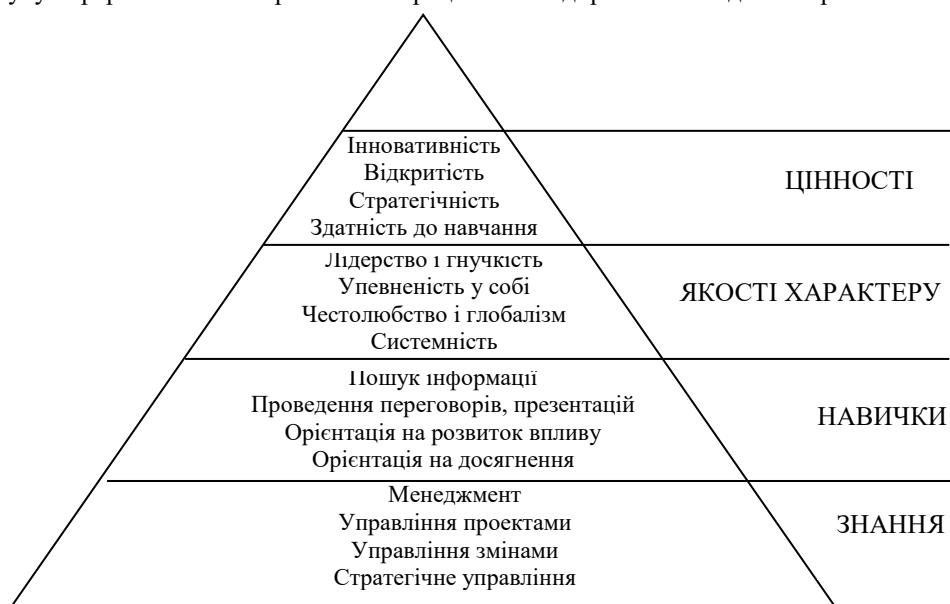 Інновативність
Відкритість
Стратегічність
Здатність до навчання
ЦІННОСТІ
Лідерство і гнучкість
Упевненість у собі
Честолюбство і глобалізм
Системність
ЯКОСТІ ХАРАКТЕРУ
Пошук інформації
Проведення переговорів, презентацій
Орієнтація на розвиток впливу
Орієнтація на досягнення
НАВИЧКИ
Менеджмент
Управління проектами
Управління змінами
Стратегічне управління
ЗНАННЯ